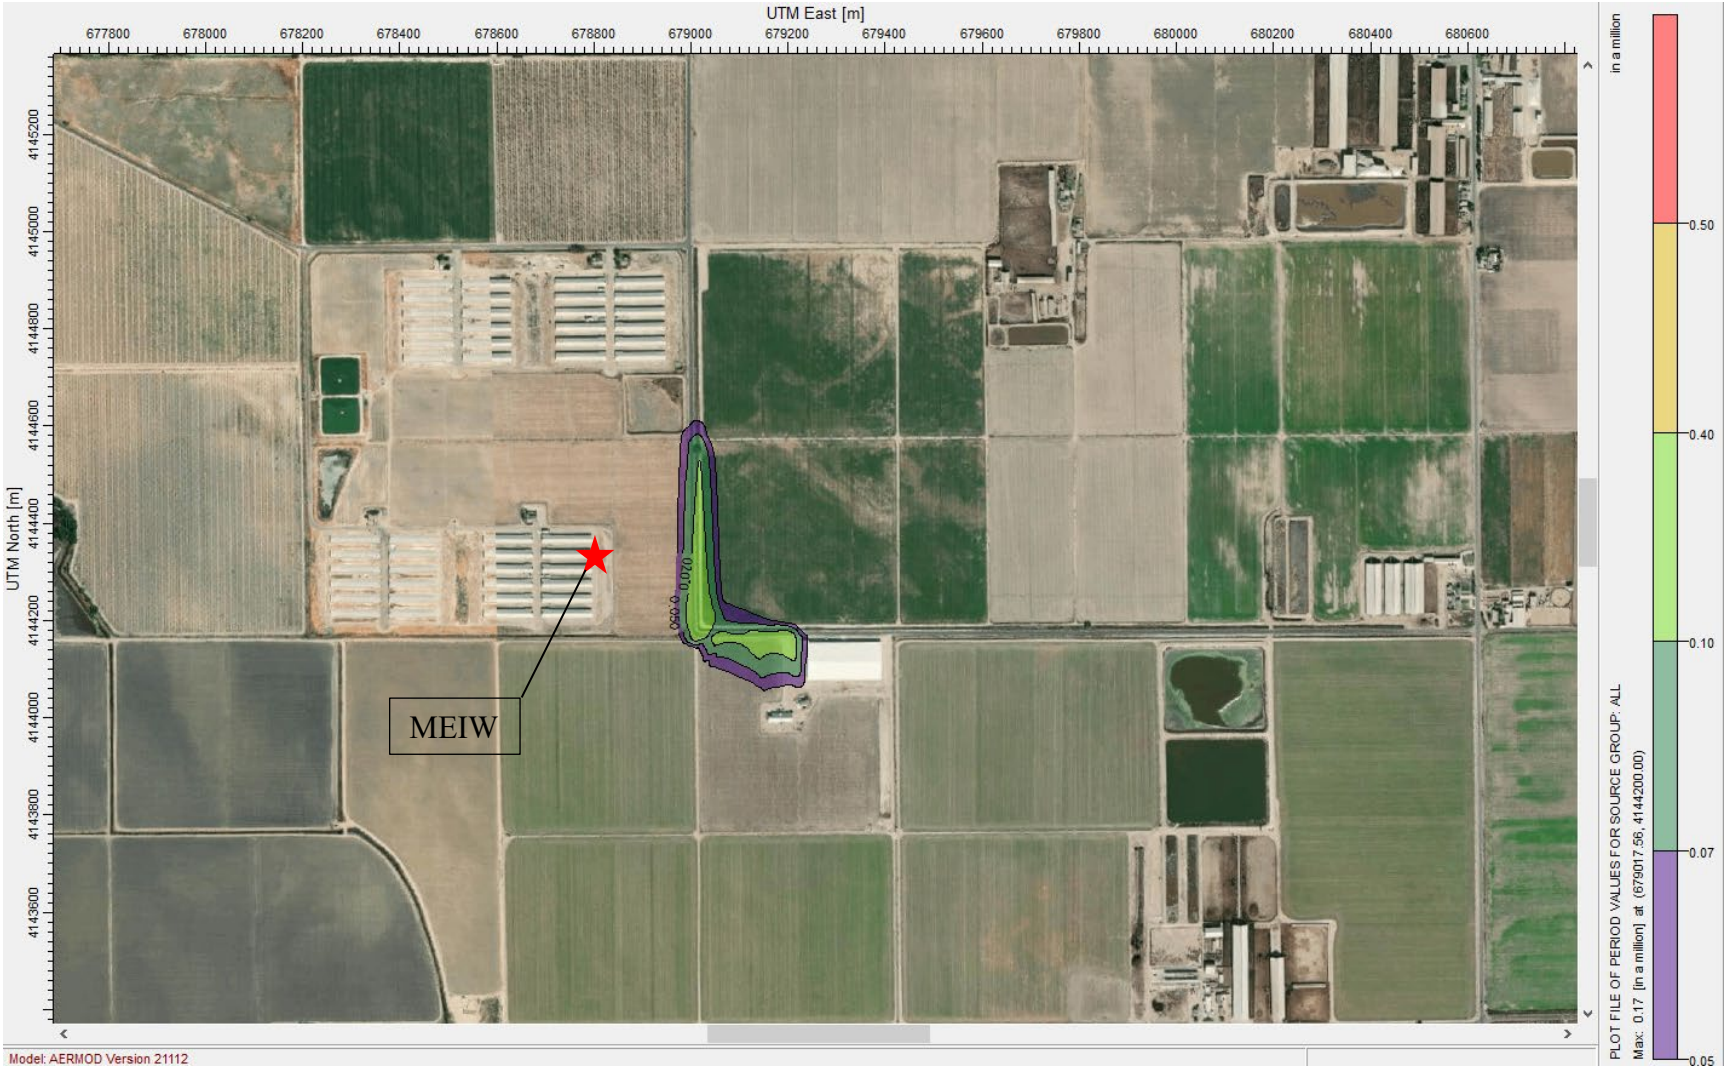 UTM East [m]
677800 678000 678200 678400 678600 678800 679000 679200 679400 679600 679800 680000 680200 680400 680600
UTM North [m]
4145200
4145000
4144800
4144600
4144400
4144200
4144000
4143800
4143600
0.070
0.050
MEIW
in a million
0.50
0.40
0.10
0.07
0.05
PLOT FILE OF PERIOD VALUES FOR SOURCE GROUP: ALL
Max: 0.17 [in a million] at (679017.56, 4144200.00)
Model: AERMOD Version 21112